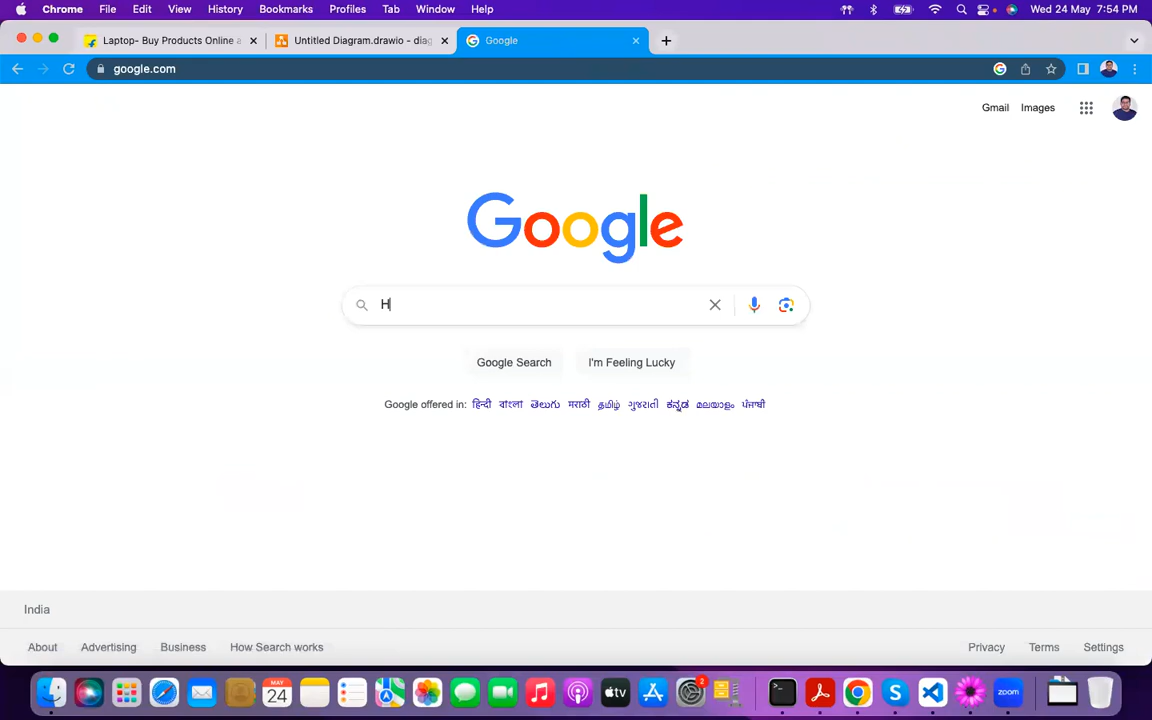 Chrome File Edit View History Bookmarks Profiles Tab Window Help Wed 24 May 7:54 PM
Laptop- Buy Products Online a Untitled Diagram.drawio - diag Google
google.com
Gmail Images
Google
H
Google Search I'm Feeling Lucky
Google offered in: हिन्दी বাংলা తెలుగు मराठी தமிழ் ગુજરાતી ಕನ್ನಡ മലയാളം ਪੰਜਾਬੀ
India
About Advertising Business How Search works Privacy Terms Settings
MAY
24 tv 2 zoom